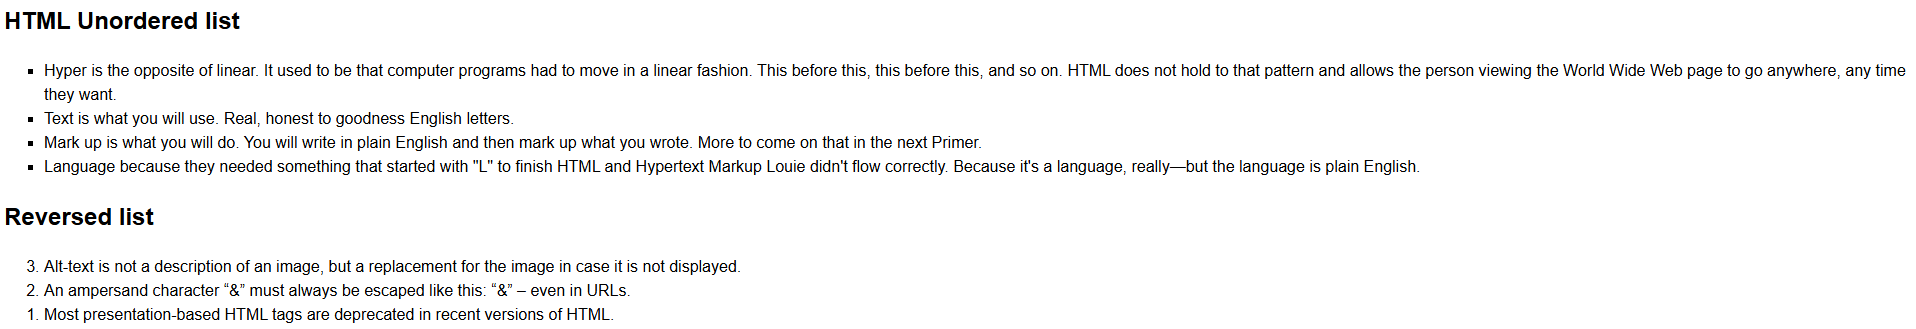 HTML Unordered list
▪ Hyper is the opposite of linear. It used to be that computer programs had to move in a linear fashion. This before this, this before this, and so on. HTML does not hold to that pattern and allows the person viewing the World Wide Web page to go anywhere, any time
they want.
▪ Text is what you will use. Real, honest to goodness English letters.
▪ Mark up is what you will do. You will write in plain English and then mark up what you wrote. More to come on that in the next Primer.
▪ Language because they needed something that started with "L" to finish HTML and Hypertext Markup Louie didn't flow correctly. Because it's a language, really—but the language is plain English.
Reversed list
3. Alt-text is not a description of an image, but a replacement for the image in case it is not displayed.
2. An ampersand character “&” must always be escaped like this: “&” – even in URLs.
1. Most presentation-based HTML tags are deprecated in recent versions of HTML.